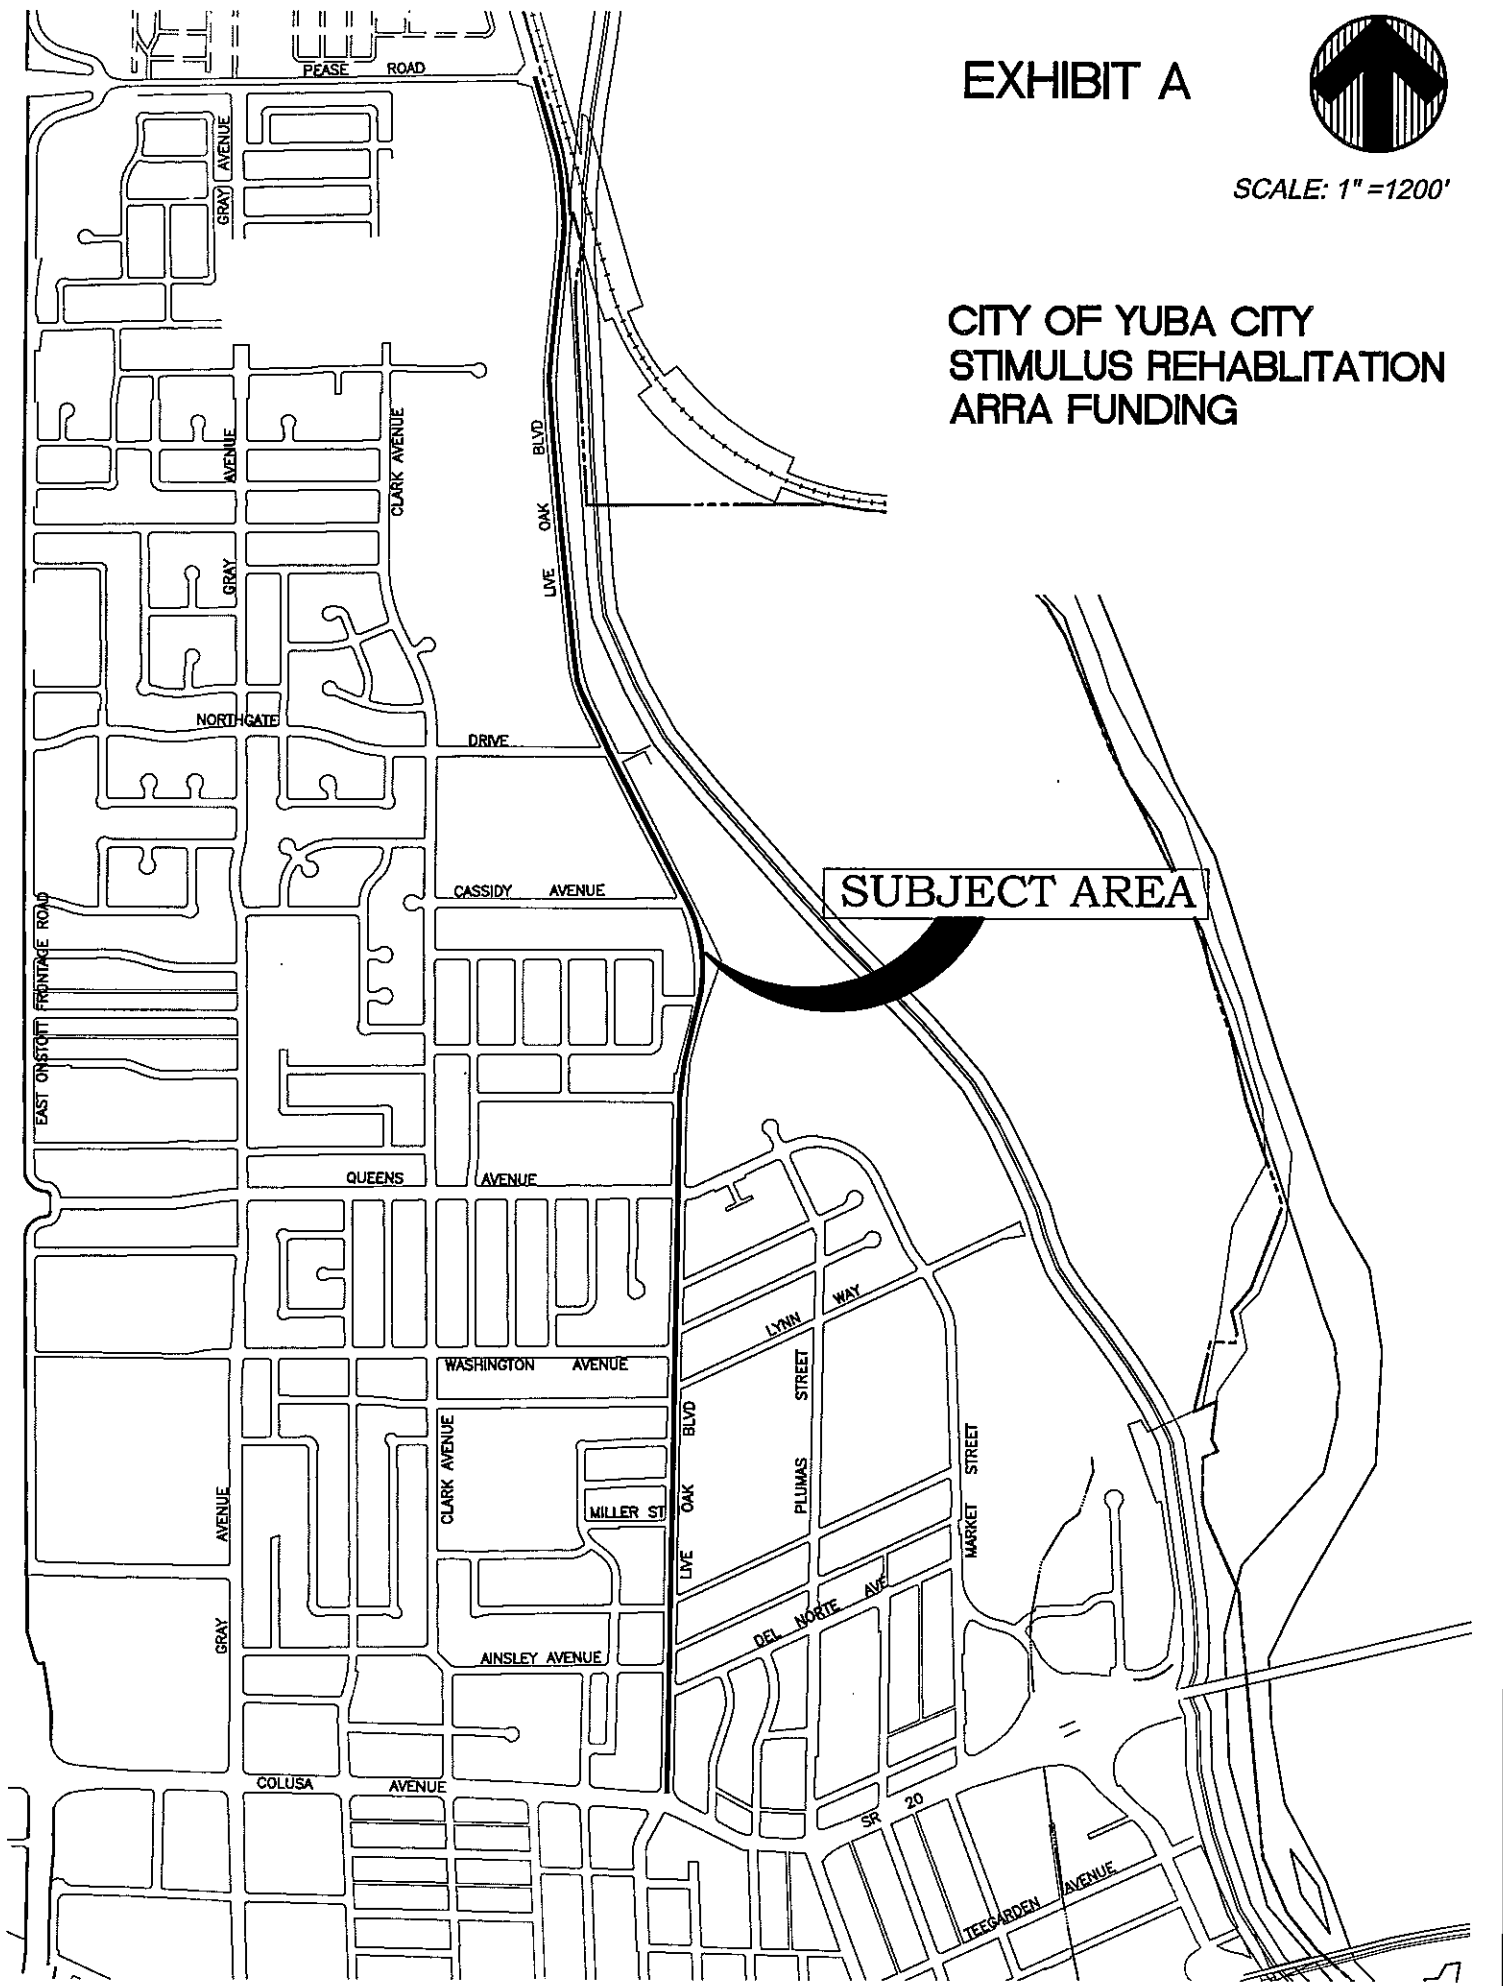 EXHIBIT A
SCALE: 1"=1200'
CITY OF YUBA CITY
STIMULUS REHABLITATION
ARRA FUNDING
PEASE ROAD
GRAY AVENUE
CLARK AVENUE
GRAY AVENUE
LIVE OAK BLVD
NORTHGATE DRIVE
SUBJECT AREA
CASSIDY AVENUE
EAST ONSTOTT FRONTAGE ROAD
QUEENS AVENUE
LYNN WAY
WASHINGTON AVENUE
PLUMAS STREET
CLARK AVENUE
LIVE OAK BLVD
MARKET STREET
MILLER ST
GRAY AVENUE
DEL NORTE AVE
AINSLEY AVENUE
COLUSA AVENUE
SR 20
TEEGARDEN AVENUE